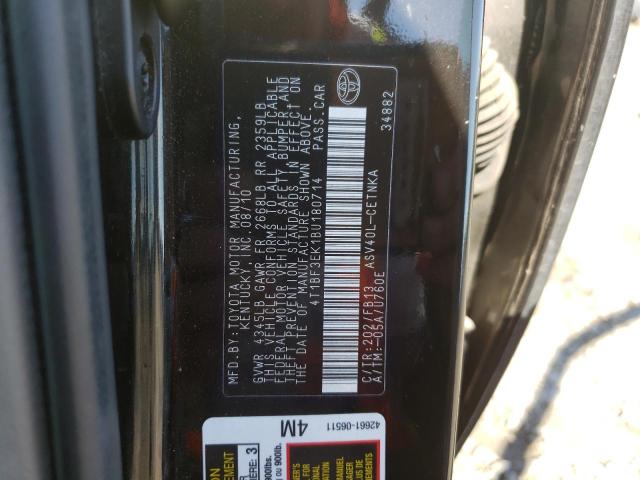 MFD.BY:TOYOTA MOTOR MANUFACTURING,
KENTUCKY, INC. 08/10
GVWR 4345LB GAWR FR 2668LB RR 2359LB
THIS VEHICLE CONFORMS TO ALL APPLICABLE
FEDERAL MOTOR VEHICLE SAFETY BUMPER AND
THEFT PREVENTION STANDARDS IN EFFECT ON
THE DATE OF MANUFACTURE SHOWN ABOVE.
4T1BF3EK1BU180714 PASS.CAR
C/TR:202/FB13 ASV40L-CETNKA
A/TM:-05A/U760E
34882
4M 42661-06511